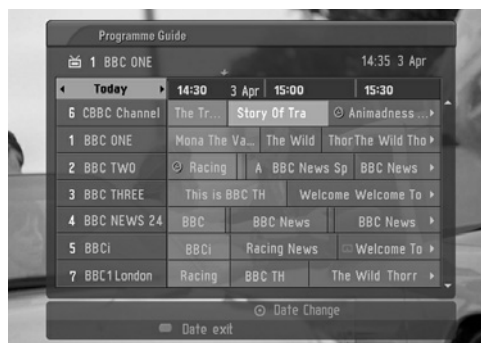 Programme Guide
1 BBC ONE 14:35 3 Apr
Today 14:30 3 Apr 15:00 15:30
6 CBBC Channel The Tr... Story Of Tra Animadness...
1 BBC ONE Mona The Va... The Wild ThorThe Wild Tho
2 BBC TWO Racing A BBC News Sp BBC News
3 BBC THREE This is BBC TH Welcome Welcome To
4 BBC NEWS 24 BBC BBC News BBC News
5 BBCi BBCi Racing News Welcome To
7 BBC1 London Racing BBC TH The Wild Thorr
Date Change
Date exit